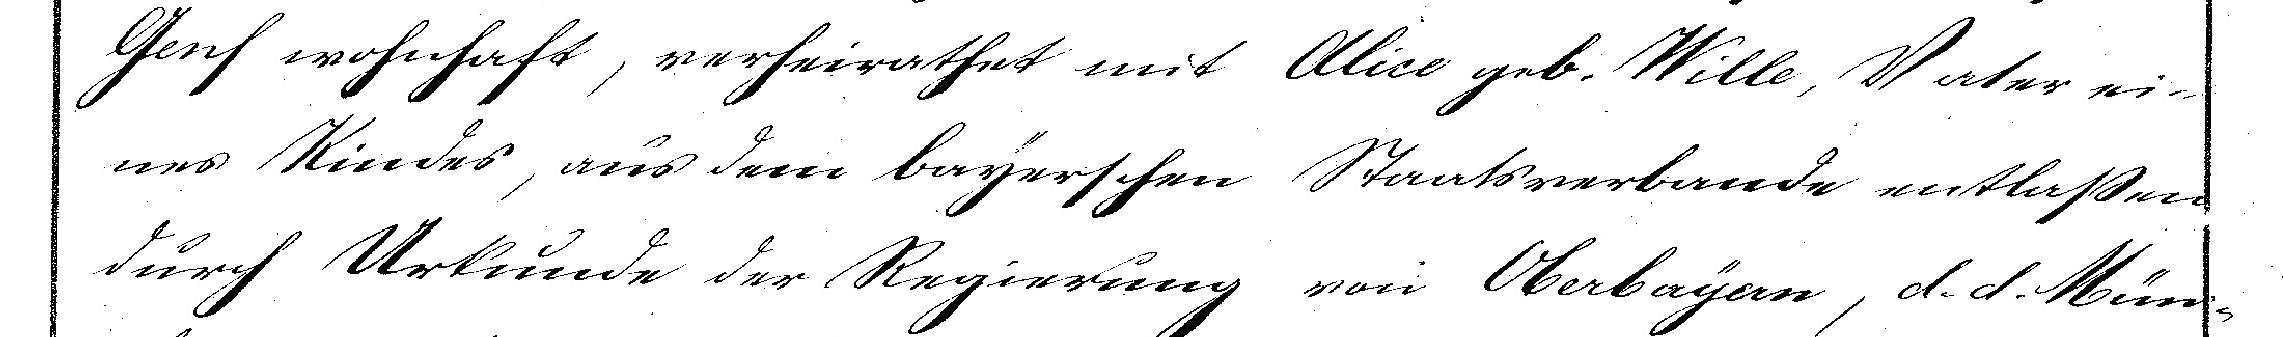 Genf wohnhaft, verheirathet mit Alice geb. Wille, Vater ei-
nes Kindes, aus dem bayerschen Staatsverbande entlaßen
durch Urkunde der Regierung von Oberbayern, d. d. Mün-